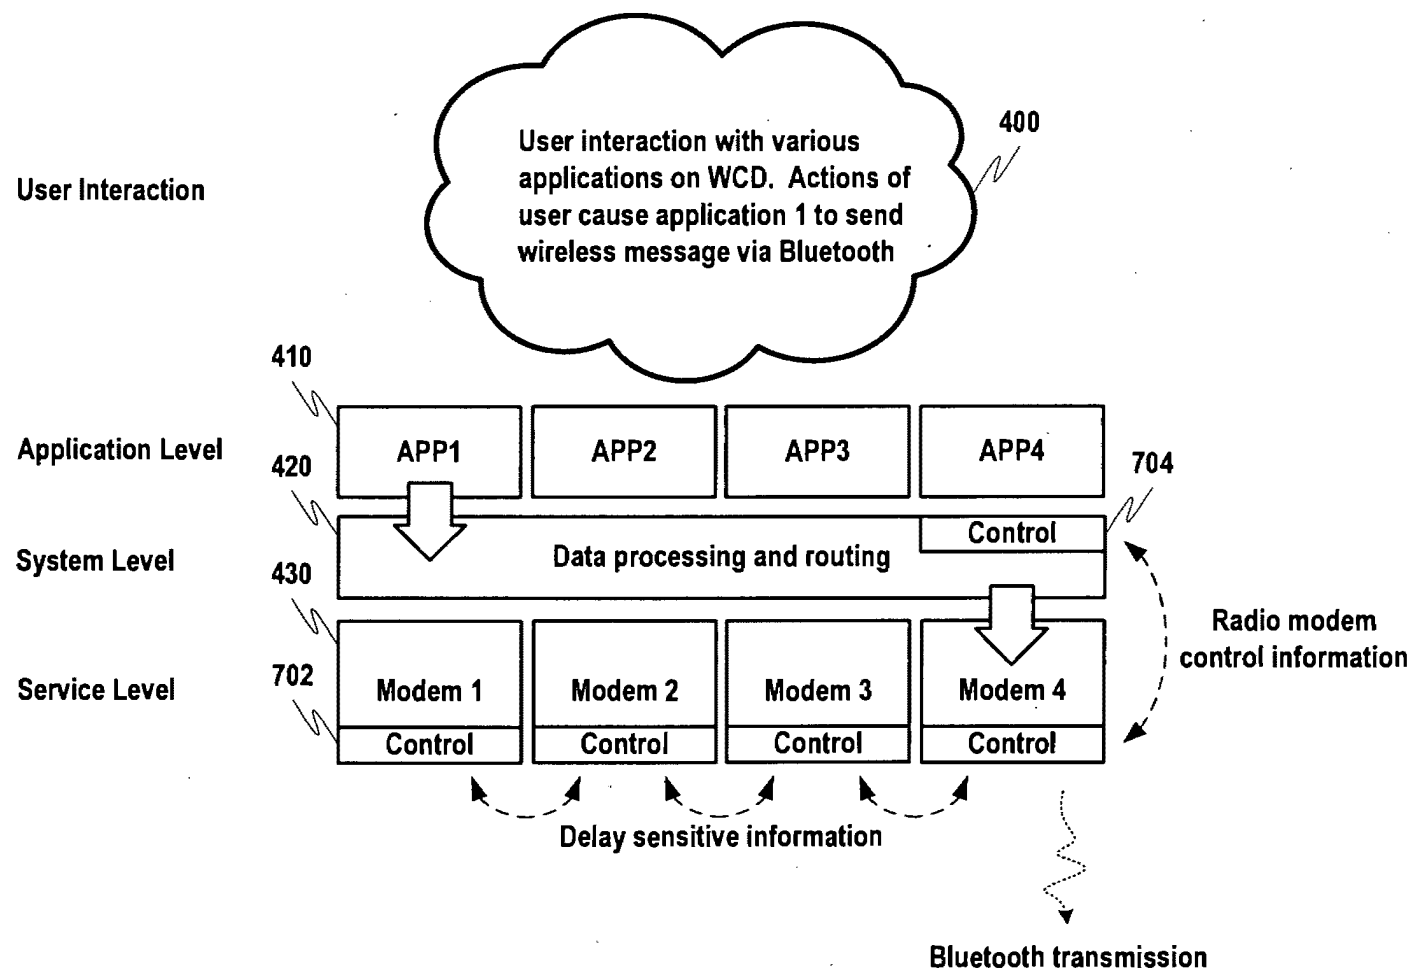 400
User interaction with various
applications on WCD. Actions of
user cause application 1 to send
wireless message via Bluetooth
User Interaction
410
Application Level
APP1
APP2
APP3
APP4
420
704
Control
System Level
Data processing and routing
430
Radio modem
control information
Service Level
702
Modem 1
Modem 2
Modem 3
Modem 4
Control
Control
Control
Control
Delay sensitive information
Bluetooth transmission